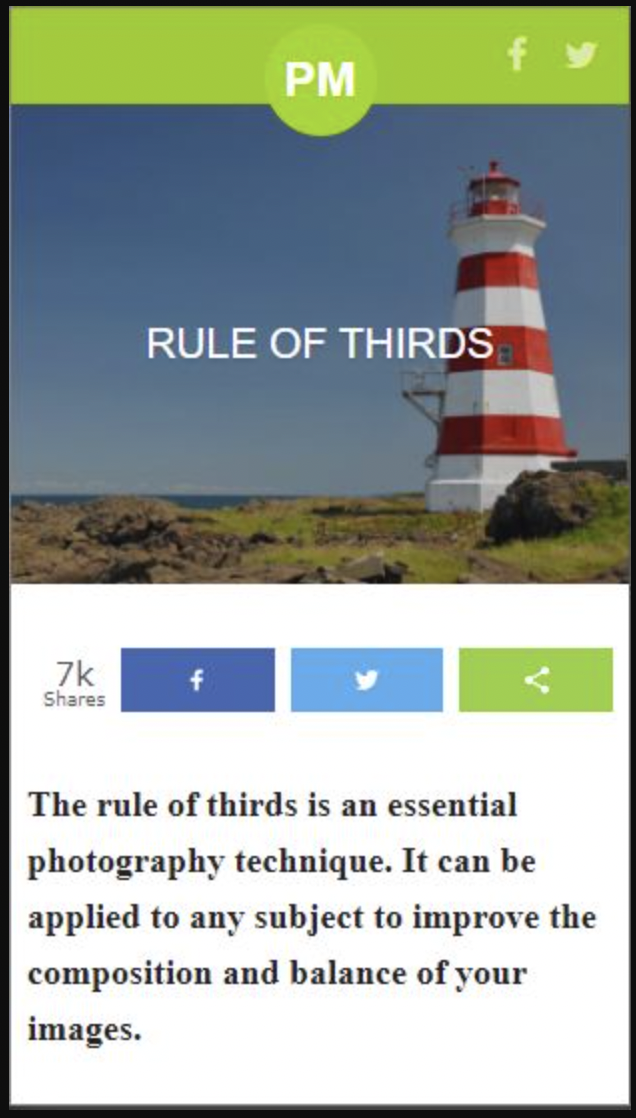 PM
RULE OF THIRDS
7k
Shares
The rule of thirds is an essential
photography technique. It can be
applied to any subject to improve the
composition and balance of your
images.